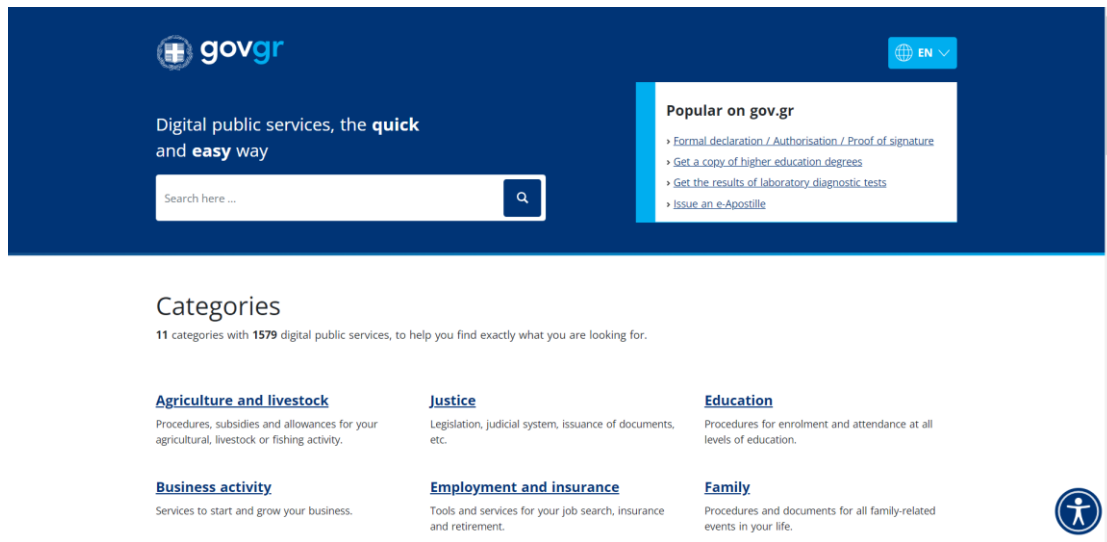 govgr
EN
Digital public services, the quick
and easy way
Search here ...
Popular on gov.gr
› Formal declaration / Authorisation / Proof of signature
› Get a copy of higher education degrees
› Get the results of laboratory diagnostic tests
› Issue an e-Apostille
Categories
11 categories with 1579 digital public services, to help you find exactly what you are looking for.
Agriculture and livestock
Procedures, subsidies and allowances for your
agricultural, livestock or fishing activity.
Justice
Legislation, judicial system, issuance of documents,
etc.
Education
Procedures for enrolment and attendance at all
levels of education.
Business activity
Services to start and grow your business.
Employment and insurance
Tools and services for your job search, insurance
and retirement.
Family
Procedures and documents for all family-related
events in your life.